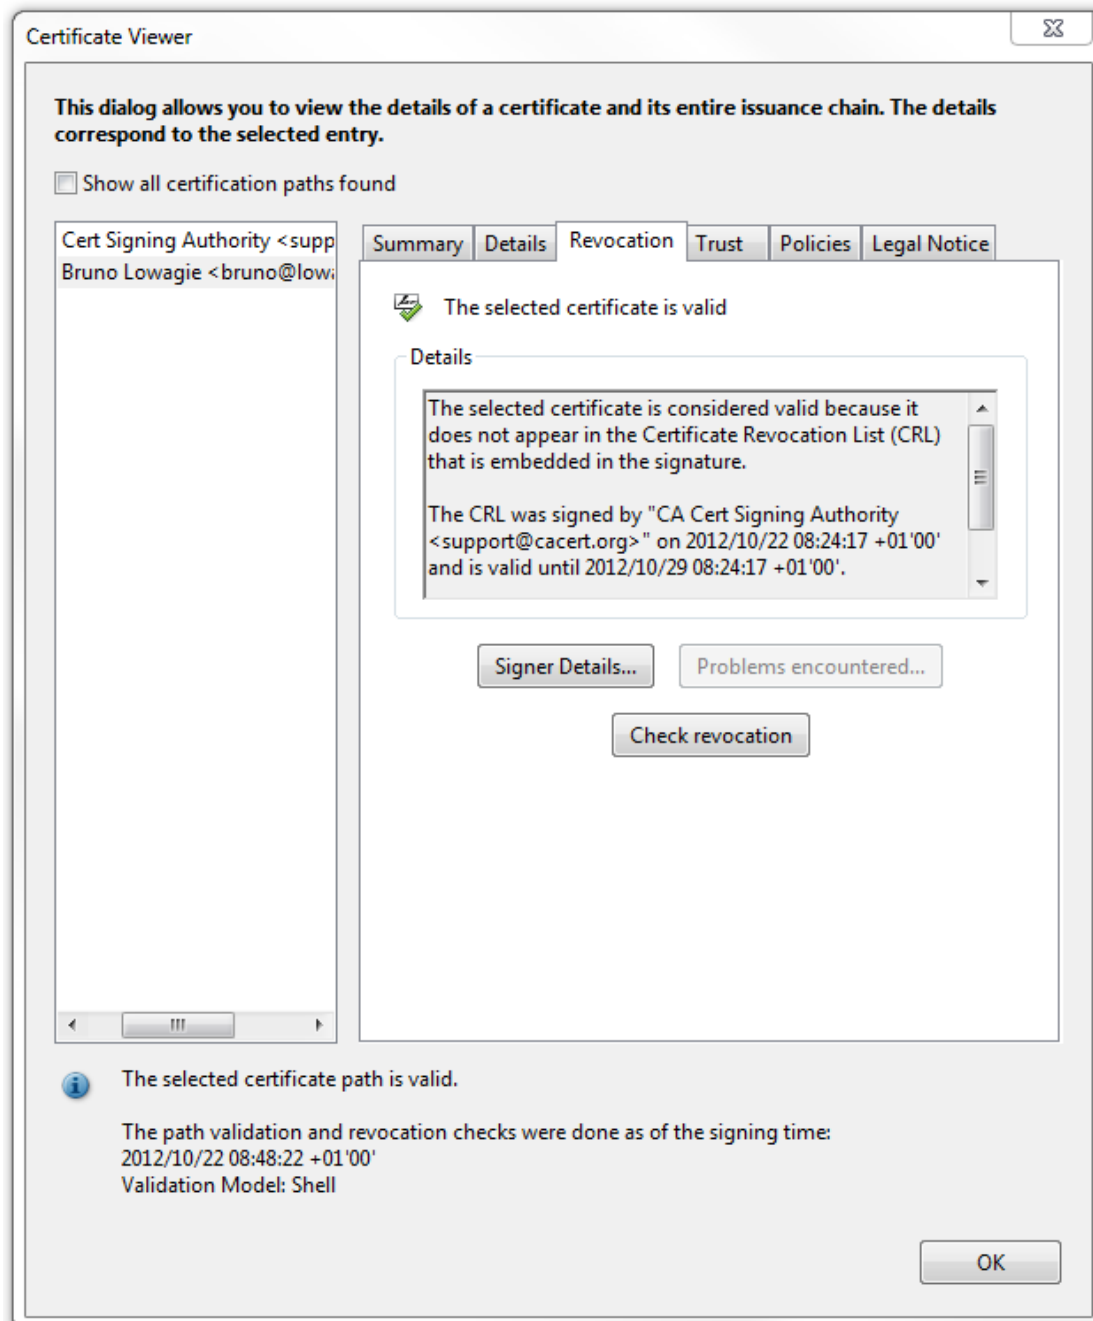 Certificate Viewer
This dialog allows you to view the details of a certificate and its entire issuance chain. The details
correspond to the selected entry.
Show all certification paths found
Cert Signing Authority <supp
Bruno Lowagie <bruno@lowa
Summary
Details
Revocation
Trust
Policies
Legal Notice
The selected certificate is valid
Details
The selected certificate is considered valid because it
does not appear in the Certificate Revocation List (CRL)
that is embedded in the signature.
The CRL was signed by "CA Cert Signing Authority
<support@cacert.org>" on 2012/10/22 08:24:17 +01'00'
and is valid until 2012/10/29 08:24:17 +01'00'.
Signer Details...
Problems encountered...
Check revocation
The selected certificate path is valid.
The path validation and revocation checks were done as of the signing time:
2012/10/22 08:48:22 +01'00'
Validation Model: Shell
OK